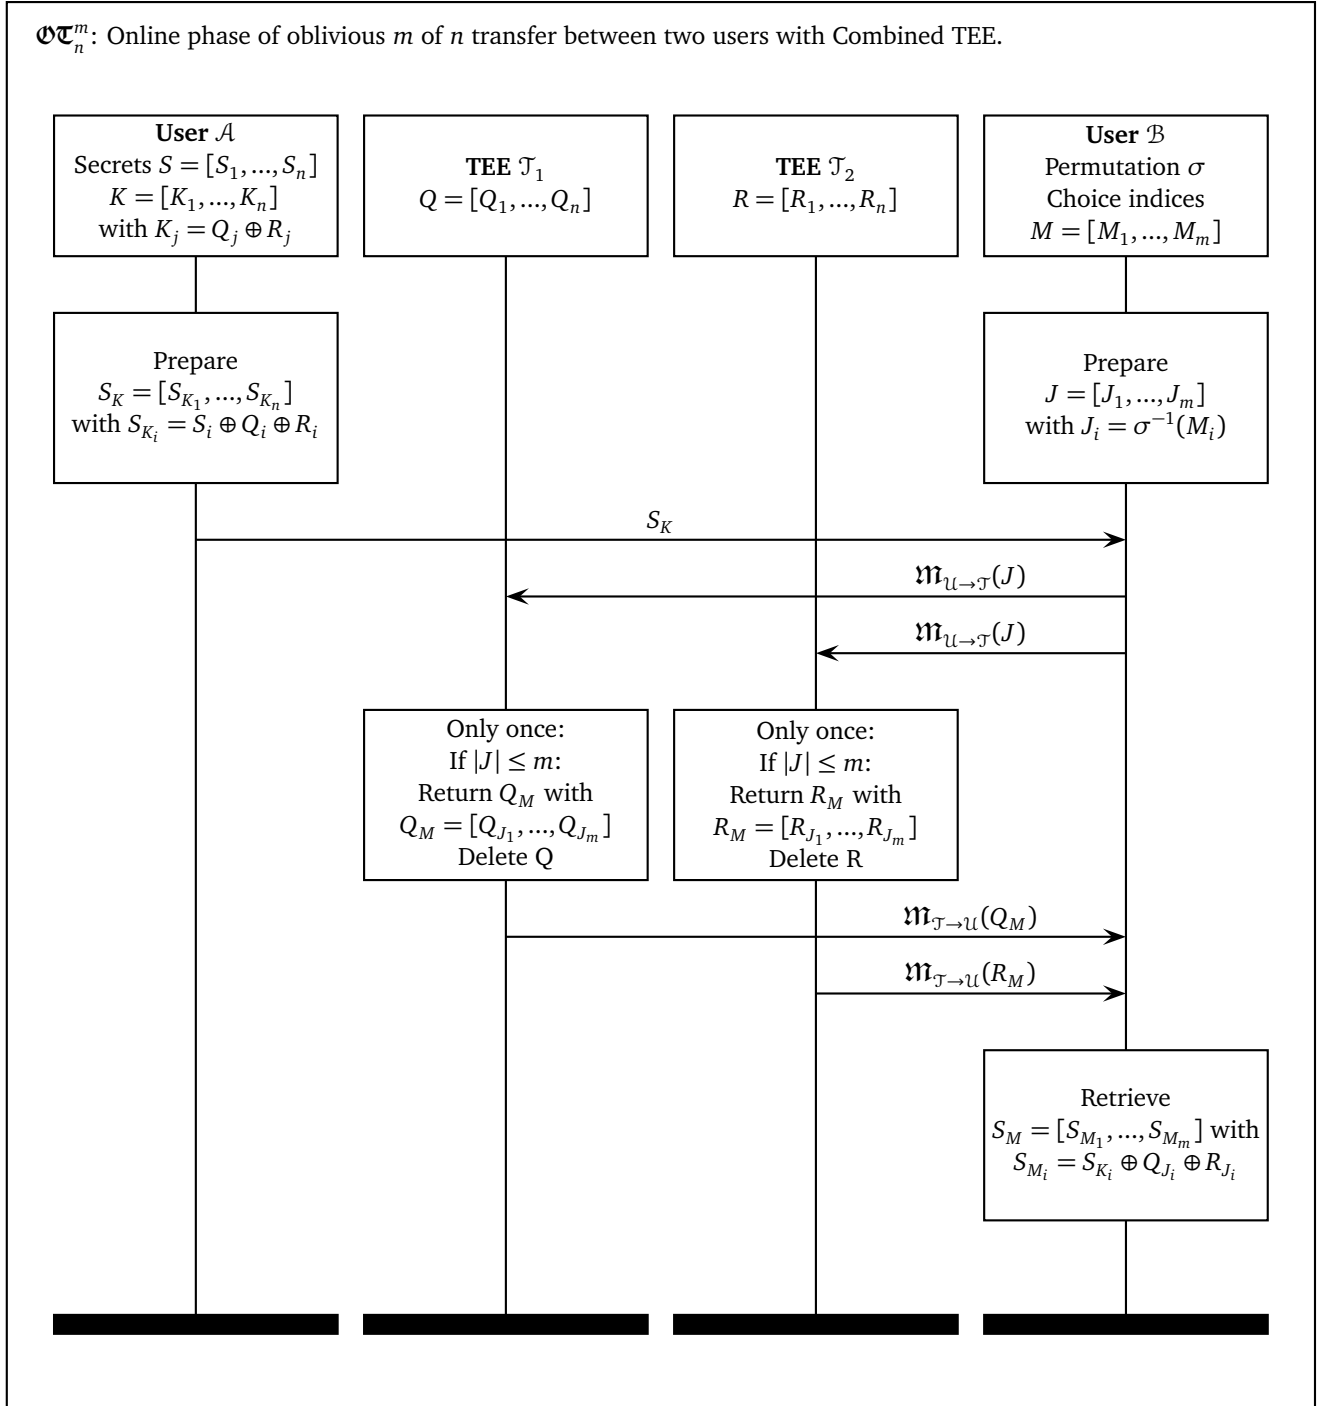 𝕺𝕿ₙᵐ: Online phase of oblivious m of n transfer between two users with Combined TEE.
User 𝒜
Secrets S = [S₁, ..., Sₙ]
K = [K₁, ..., Kₙ]
with Kⱼ = Qⱼ ⊕ Rⱼ
TEE 𝒯₁
Q = [Q₁, ..., Qₙ]
TEE 𝒯₂
R = [R₁, ..., Rₙ]
User ℬ
Permutation σ
Choice indices
M = [M₁, ..., Mₘ]
Prepare
S_K = [S_{K₁}, ..., S_{Kₙ}]
with S_{Kᵢ} = Sᵢ ⊕ Qᵢ ⊕ Rᵢ
Prepare
J = [J₁, ..., Jₘ]
with Jᵢ = σ⁻¹(Mᵢ)
S_K
𝕸_{𝒰→𝒯}(J)
𝕸_{𝒰→𝒯}(J)
Only once:
If |J| ≤ m:
Return Q_M with
Q_M = [Q_{J₁}, ..., Q_{Jₘ}]
Delete Q
Only once:
If |J| ≤ m:
Return R_M with
R_M = [R_{J₁}, ..., R_{Jₘ}]
Delete R
𝕸_{𝒯→𝒰}(Q_M)
𝕸_{𝒯→𝒰}(R_M)
Retrieve
S_M = [S_{M₁}, ..., S_{Mₘ}] with
S_{Mᵢ} = S_{Kᵢ} ⊕ Q_{Jᵢ} ⊕ R_{Jᵢ}